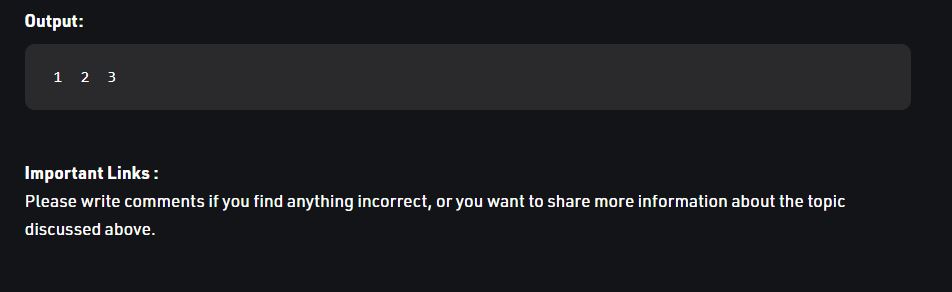 Output:
1 2 3
Important Links :
Please write comments if you find anything incorrect, or you want to share more information about the topic
discussed above.